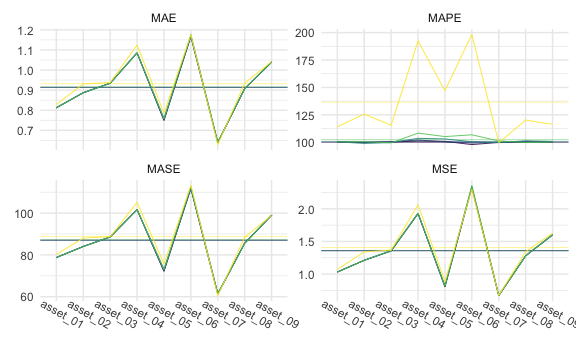 MAE
MAPE
1.2
1.1
1.0
0.9
0.8
0.7
200
175
150
125
100
MASE
MSE
100
80
60
2.0
1.5
1.0
asset_01
asset_02
asset_03
asset_04
asset_05
asset_06
asset_07
asset_08
asset_09
asset_01
asset_02
asset_03
asset_04
asset_05
asset_06
asset_07
asset_08
asset_09